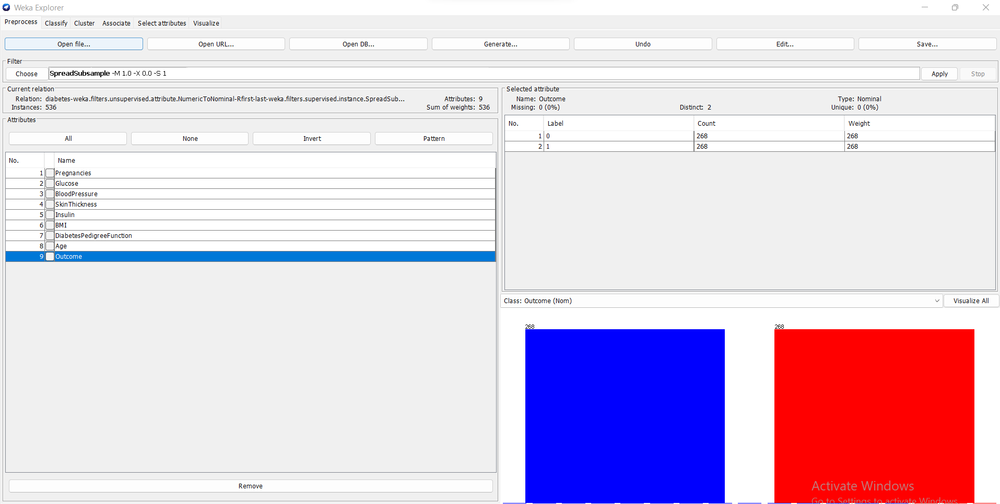 Weka Explorer
Preprocess Classify Cluster Associate Select attributes Visualize
Open file... Open URL... Open DB... Generate... Undo Edit... Save...
Filter
Choose SpreadSubsample -M 1.0 -X 0.0 -S 1 Apply Stop
Current relation
Relation: diabetes-weka.filters.unsupervised.attribute.NumericToNominal-Rfirst-last-weka.filters.supervised.instance.SpreadSub... Attributes: 9
Instances: 536 Sum of weights: 536
Attributes
All None Invert Pattern
No. Name
1 Pregnancies
2 Glucose
3 BloodPressure
4 SkinThickness
5 Insulin
6 BMI
7 DiabetesPedigreeFunction
8 Age
9 Outcome
Remove
Selected attribute
Name: Outcome Type: Nominal
Missing: 0 (0%) Distinct: 2 Unique: 0 (0%)
No. Label Count Weight
1 0 268 268
2 1 268 268
Class: Outcome (Nom) Visualize All
268 268
Activate Windows
Go to Settings to activate Windows.